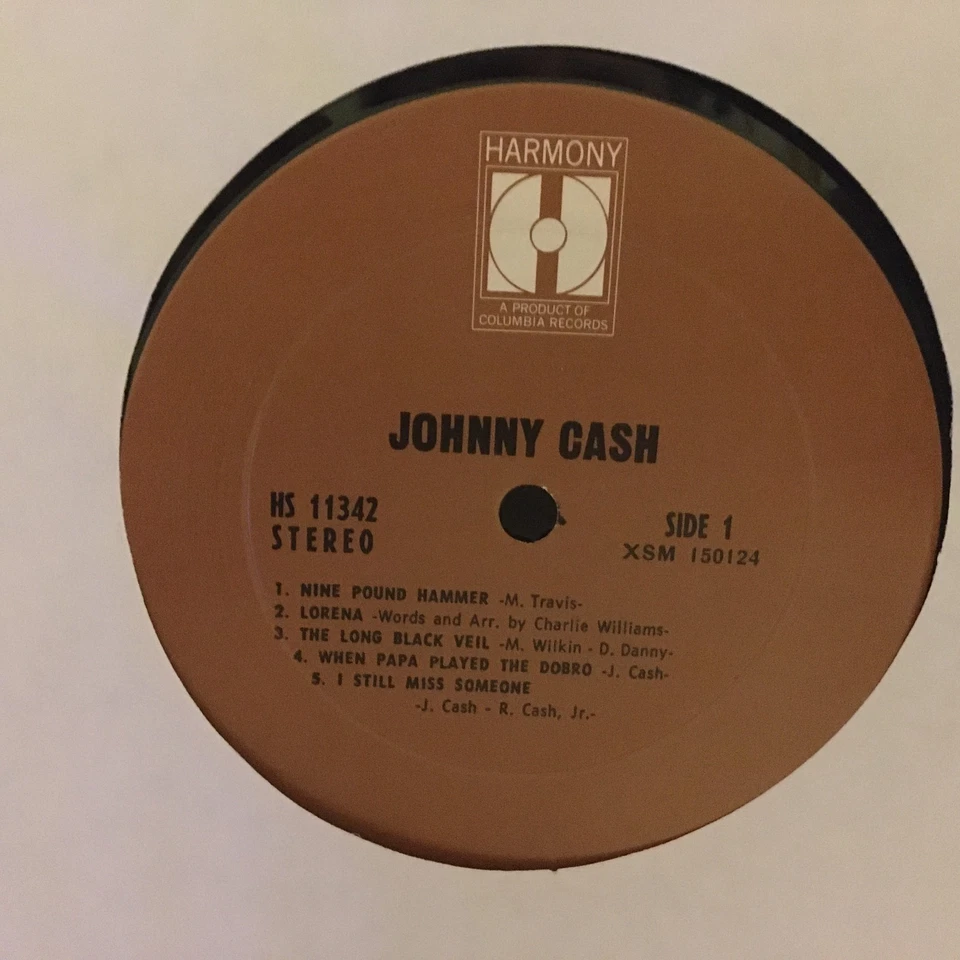 HARMONY
A PRODUCT OF
COLUMBIA RECORDS
JOHNNY CASH
HS 11342
STEREO
SIDE 1
XSM 150124
1. NINE POUND HAMMER -M. Travis-
2. LORENA -Words and Arr. by Charlie Williams-
3. THE LONG BLACK VEIL -M. Wilkin - D. Danny-
4. WHEN PAPA PLAYED THE DOBRO -J. Cash-
5. I STILL MISS SOMEONE
-J. Cash - R. Cash, Jr.-